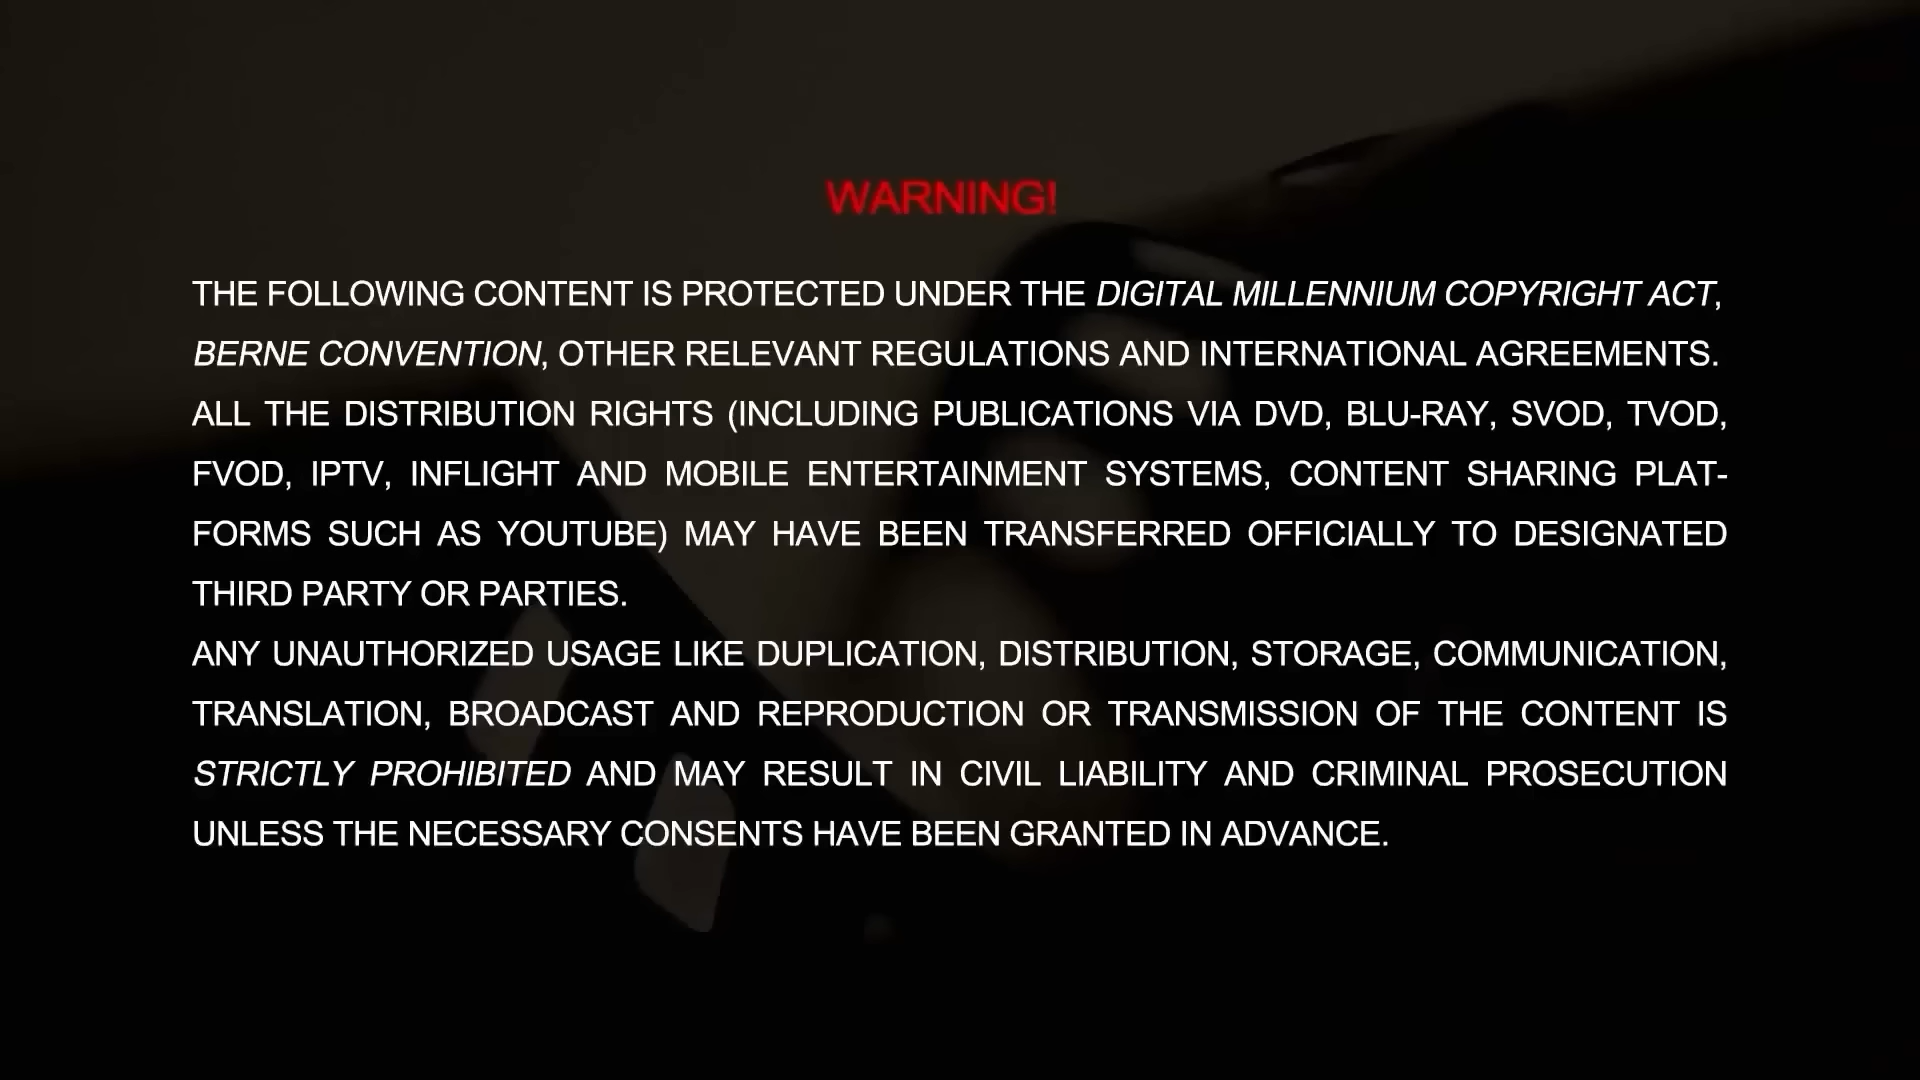 WARNING!
THE FOLLOWING CONTENT IS PROTECTED UNDER THE DIGITAL MILLENNIUM COPYRIGHT ACT,
BERNE CONVENTION, OTHER RELEVANT REGULATIONS AND INTERNATIONAL AGREEMENTS.
ALL THE DISTRIBUTION RIGHTS (INCLUDING PUBLICATIONS VIA DVD, BLU-RAY, SVOD, TVOD,
FVOD, IPTV, INFLIGHT AND MOBILE ENTERTAINMENT SYSTEMS, CONTENT SHARING PLAT-
FORMS SUCH AS YOUTUBE) MAY HAVE BEEN TRANSFERRED OFFICIALLY TO DESIGNATED
THIRD PARTY OR PARTIES.
ANY UNAUTHORIZED USAGE LIKE DUPLICATION, DISTRIBUTION, STORAGE, COMMUNICATION,
TRANSLATION, BROADCAST AND REPRODUCTION OR TRANSMISSION OF THE CONTENT IS
STRICTLY PROHIBITED AND MAY RESULT IN CIVIL LIABILITY AND CRIMINAL PROSECUTION
UNLESS THE NECESSARY CONSENTS HAVE BEEN GRANTED IN ADVANCE.